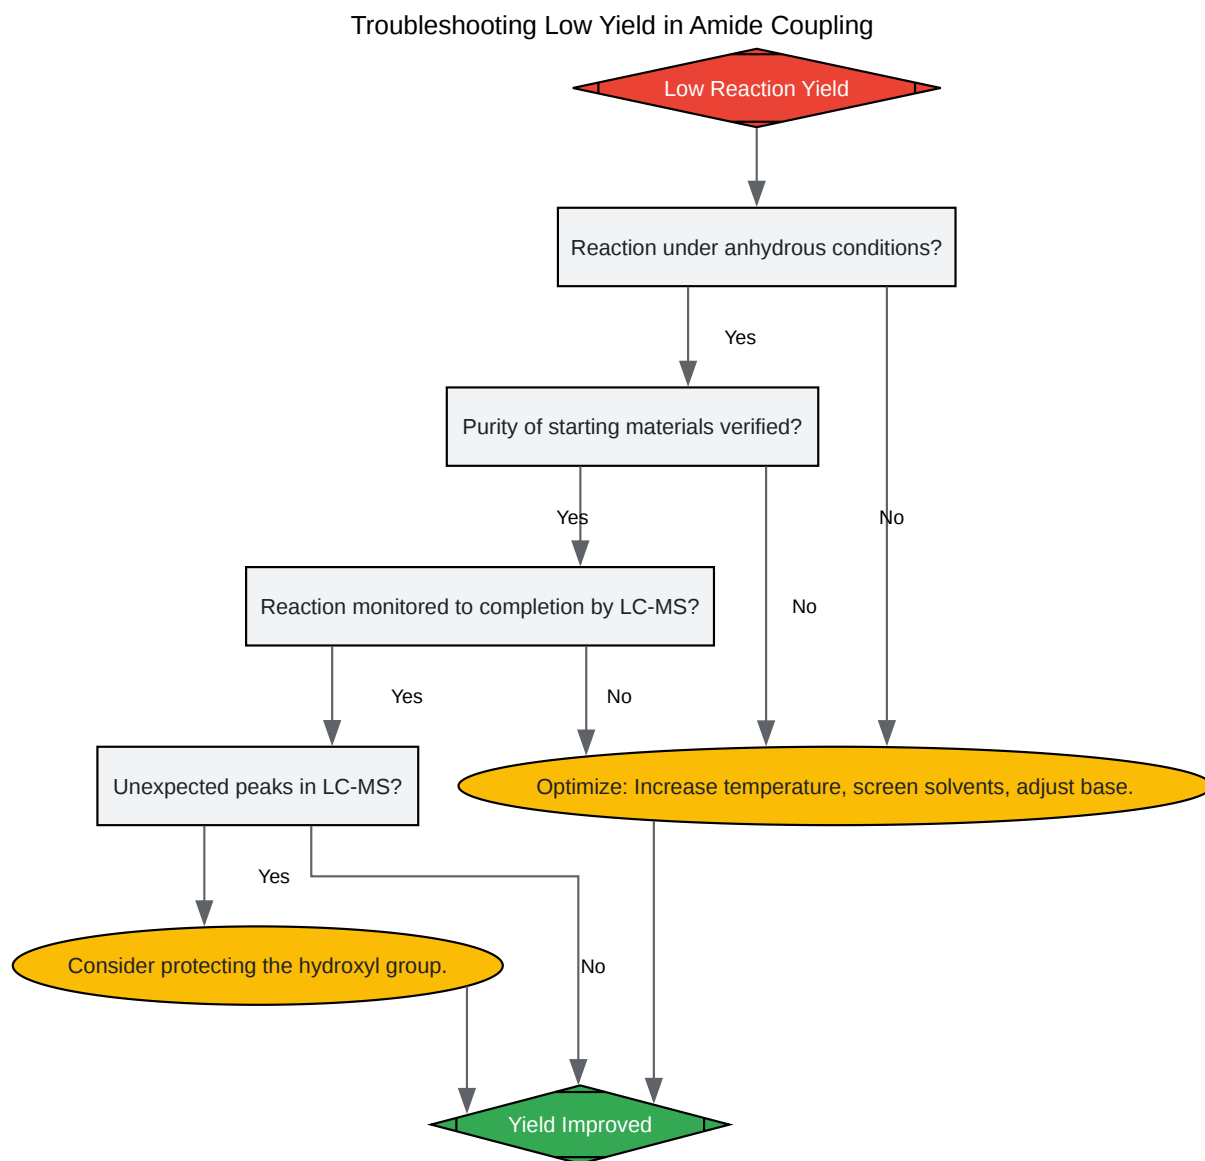 Troubleshooting Low Yield in Amide Coupling
Low Reaction Yield
Reaction under anhydrous conditions?
Yes
Purity of starting materials verified?
Yes
No
Reaction monitored to completion by LC-MS?
No
Yes
No
Unexpected peaks in LC-MS?
Optimize: Increase temperature, screen solvents, adjust base.
Yes
Consider protecting the hydroxyl group.
No
Yield Improved